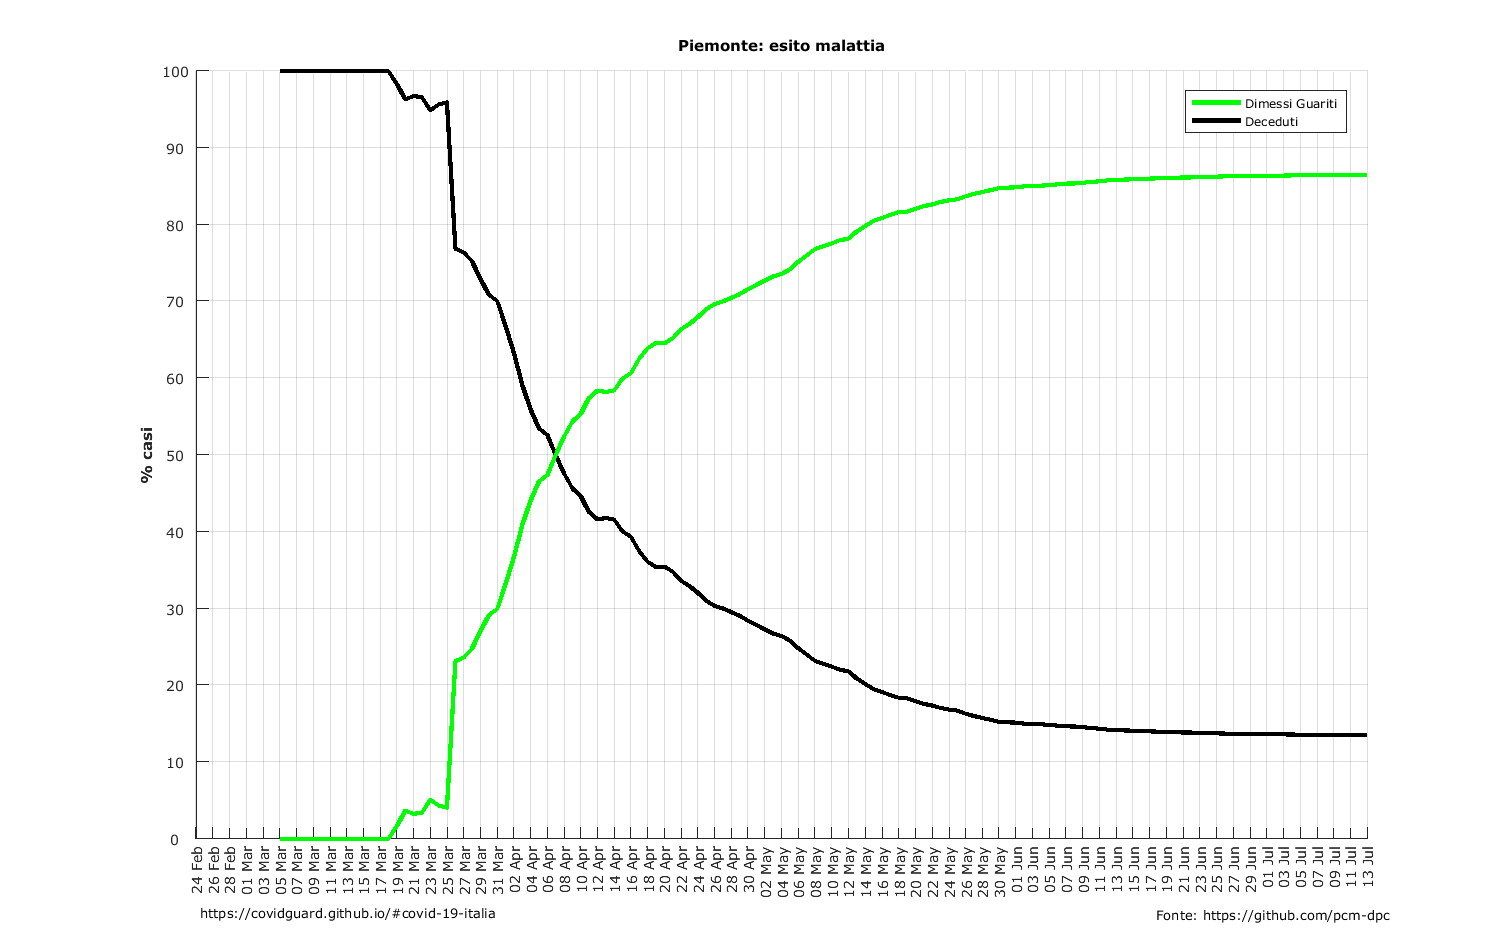 Piemonte: esito malattia
Dimessi Guariti
Deceduti
% casi
100
90
80
70
60
50
40
30
20
10
0
24 Feb
26 Feb
28 Feb
01 Mar
03 Mar
05 Mar
07 Mar
09 Mar
11 Mar
13 Mar
15 Mar
17 Mar
19 Mar
21 Mar
23 Mar
25 Mar
27 Mar
29 Mar
31 Mar
02 Apr
04 Apr
06 Apr
08 Apr
10 Apr
12 Apr
14 Apr
16 Apr
18 Apr
20 Apr
22 Apr
24 Apr
26 Apr
28 Apr
30 Apr
02 May
04 May
06 May
08 May
10 May
12 May
14 May
16 May
18 May
20 May
22 May
24 May
26 May
28 May
30 May
01 Jun
03 Jun
05 Jun
07 Jun
09 Jun
11 Jun
13 Jun
15 Jun
17 Jun
19 Jun
21 Jun
23 Jun
25 Jun
27 Jun
29 Jun
01 Jul
03 Jul
05 Jul
07 Jul
09 Jul
11 Jul
13 Jul
https://covidguard.github.io/#covid-19-italia
Fonte: https://github.com/pcm-dpc